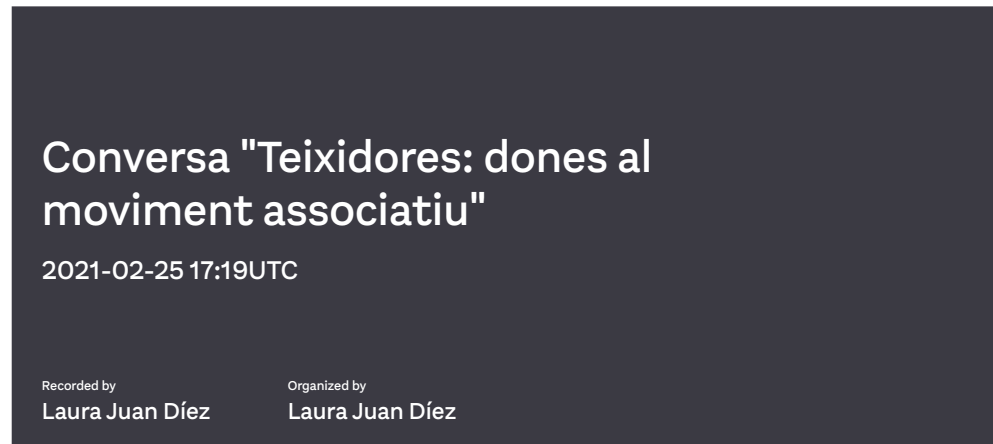 Conversa "Teixidores: dones al
moviment associatiu"
2021-02-25 17:19UTC
Recorded by
Organized by
Laura Juan Díez
Laura Juan Díez